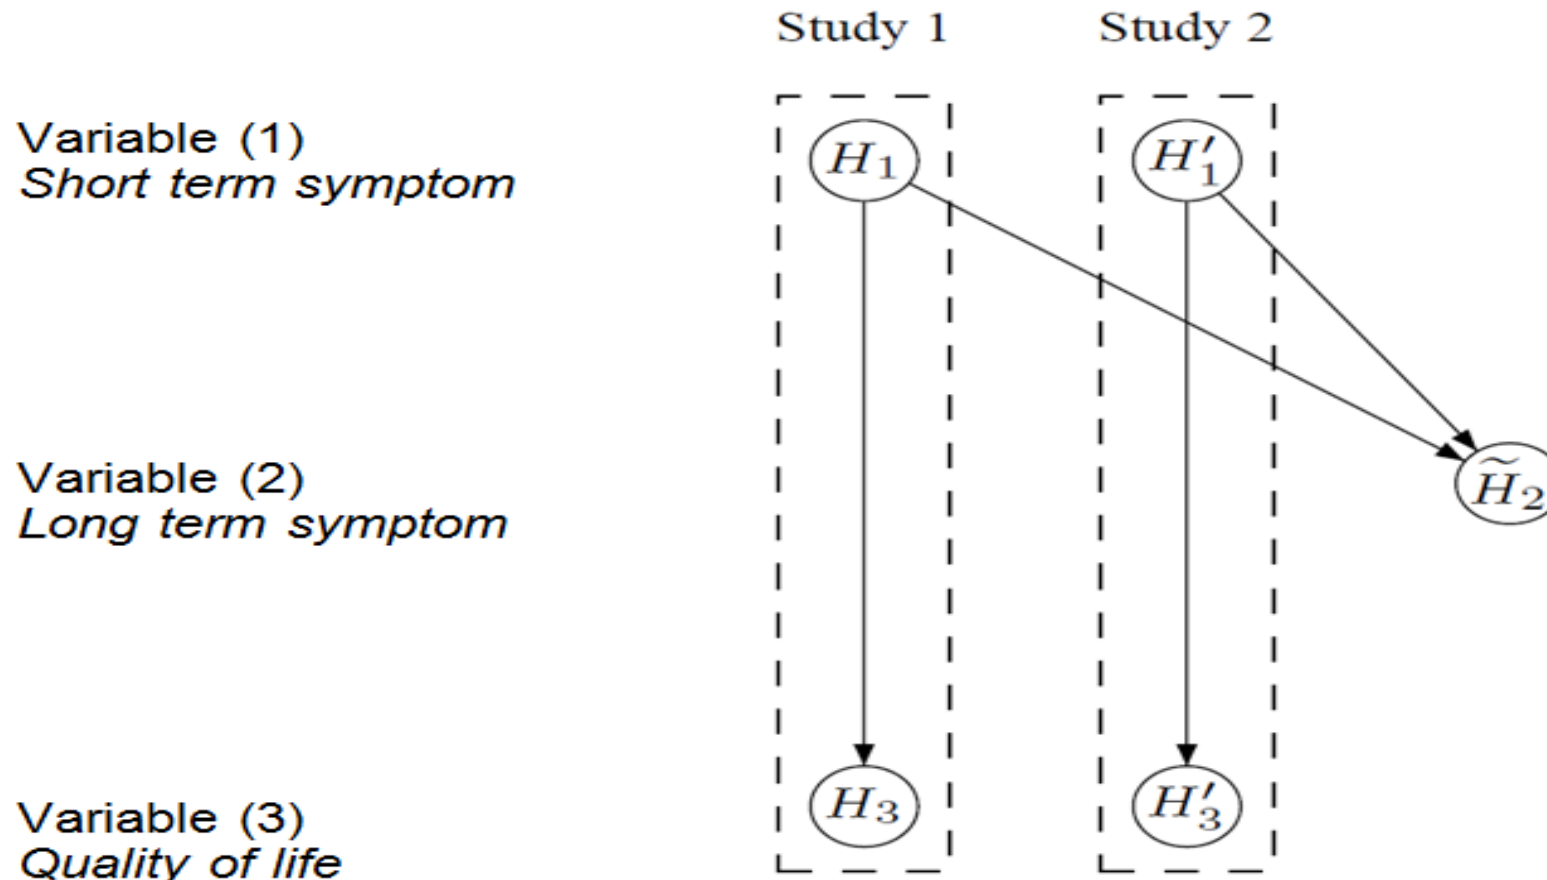 Study 1 Study 2
Variable (1)
Short term symptom
H₁ H′₁
Variable (2)
Long term symptom
H̃₂
Variable (3)
Quality of life
H₃ H′₃